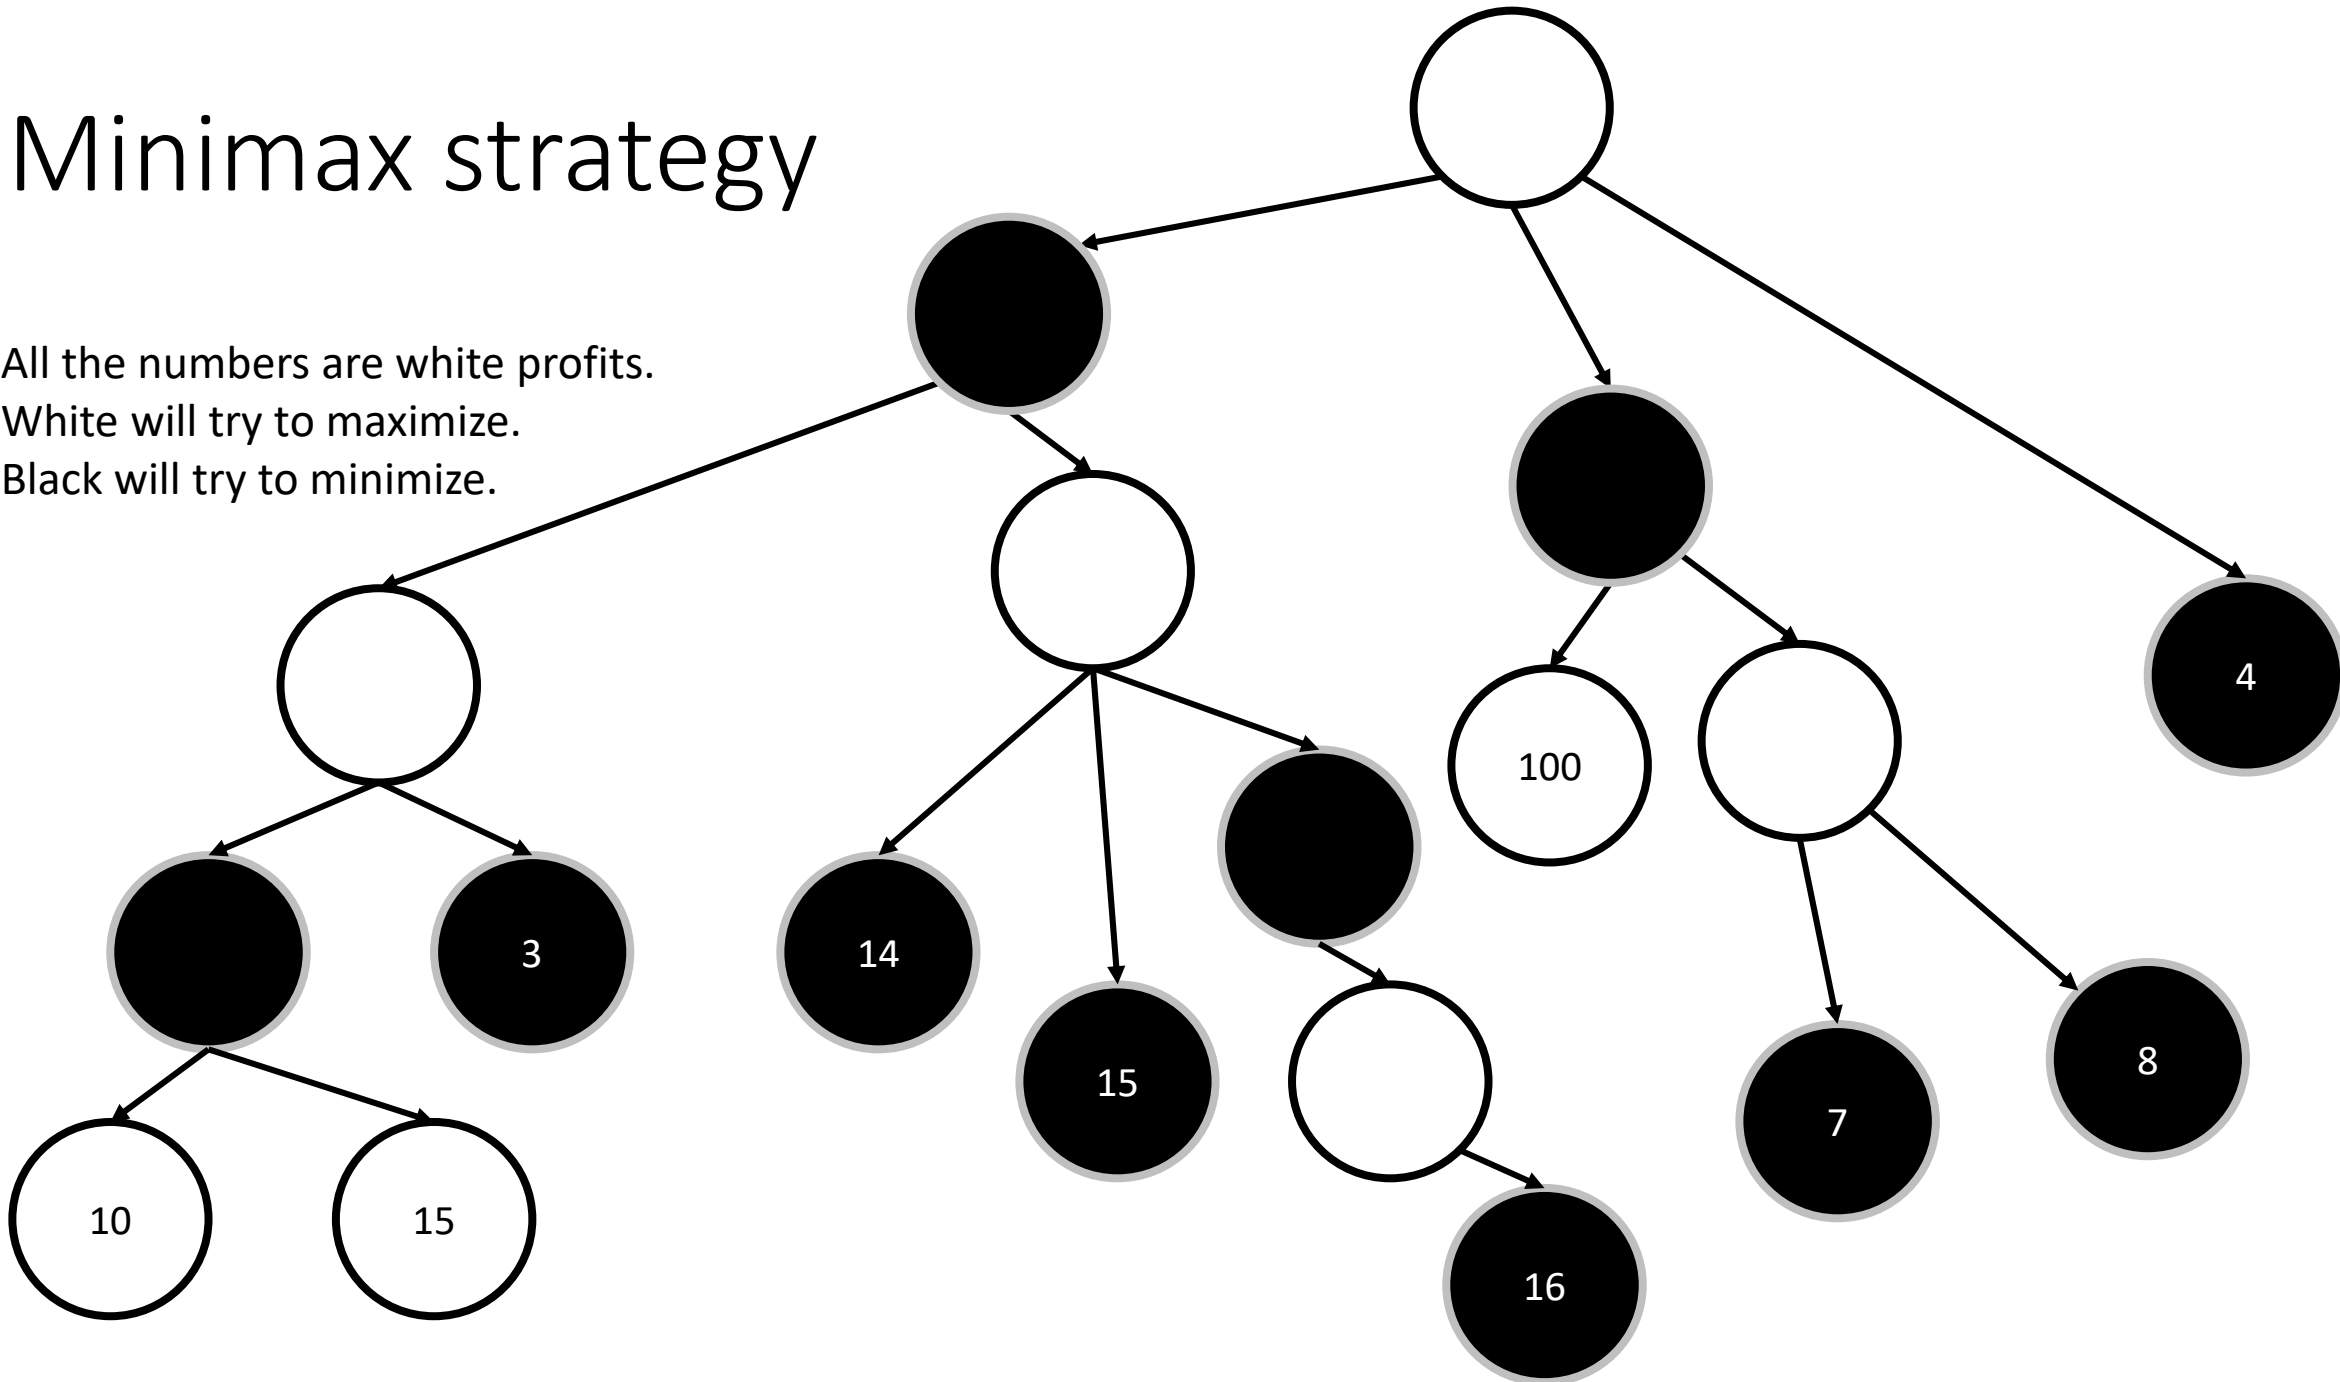 Minimax strategy
All the numbers are white profits.
White will try to maximize.
Black will try to minimize.
4
100
3
14
15
7
8
10
15
16